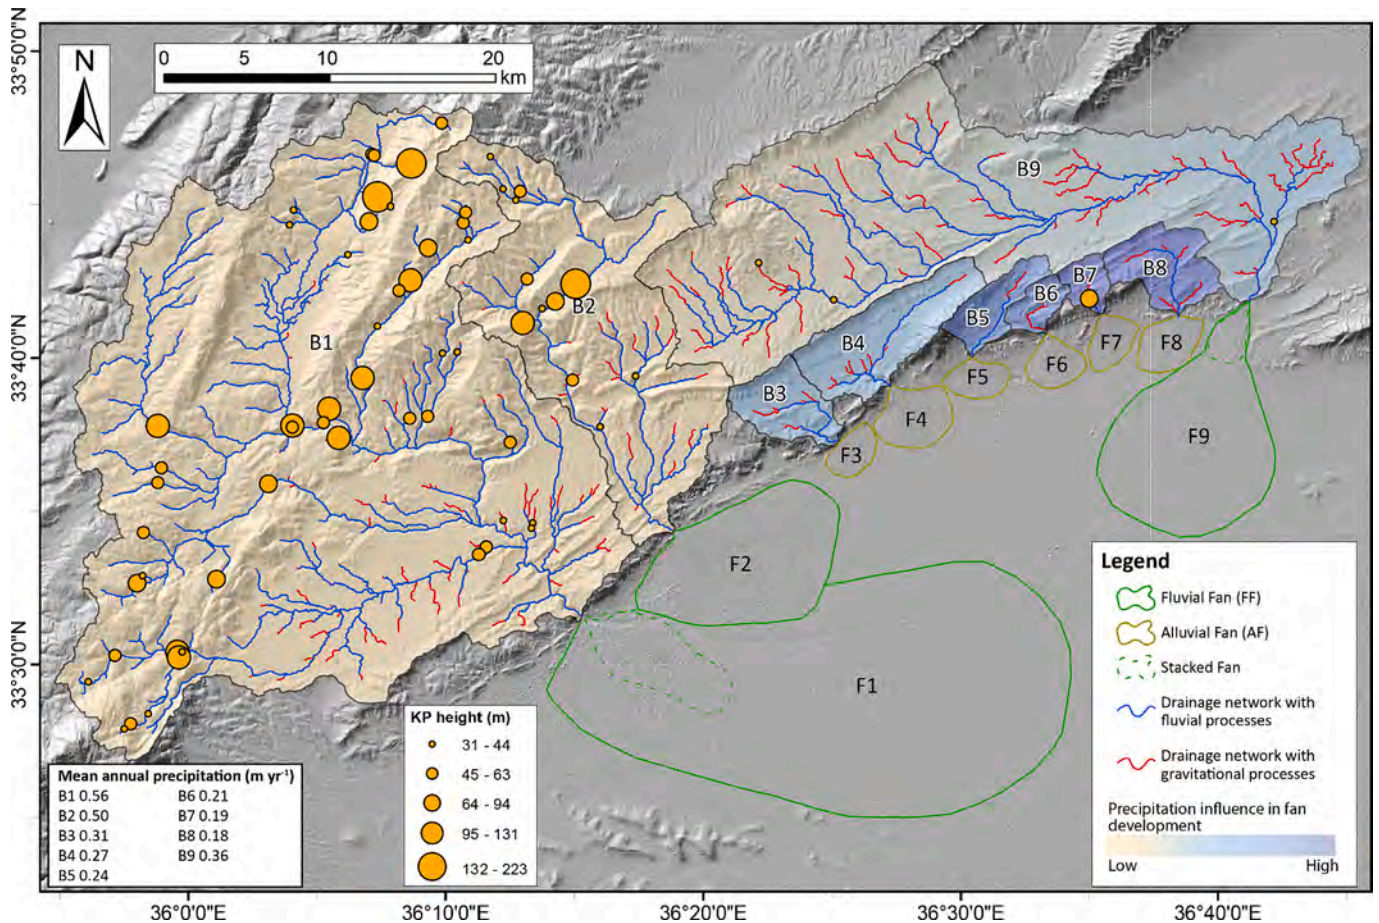 33°50'0"N
33°40'0"N
33°30'0"N
N
0 5 10 20
km
B1
B2
B3
B4
B5
B6
B7
B8
B9
F1
F2
F3
F4
F5
F6
F7
F8
F9
Mean annual precipitation (m yr⁻¹)
B1 0.56 B6 0.21
B2 0.50 B7 0.19
B3 0.31 B8 0.18
B4 0.27 B9 0.36
B5 0.24
KP height (m)
31 - 44
45 - 63
64 - 94
95 - 131
132 - 223
Legend
Fluvial Fan (FF)
Alluvial Fan (AF)
Stacked Fan
Drainage network with
fluvial processes
Drainage network with
gravitational processes
Precipitation influence in fan
development
Low High
36°0'0"E 36°10'0"E 36°20'0"E 36°30'0"E 36°40'0"E